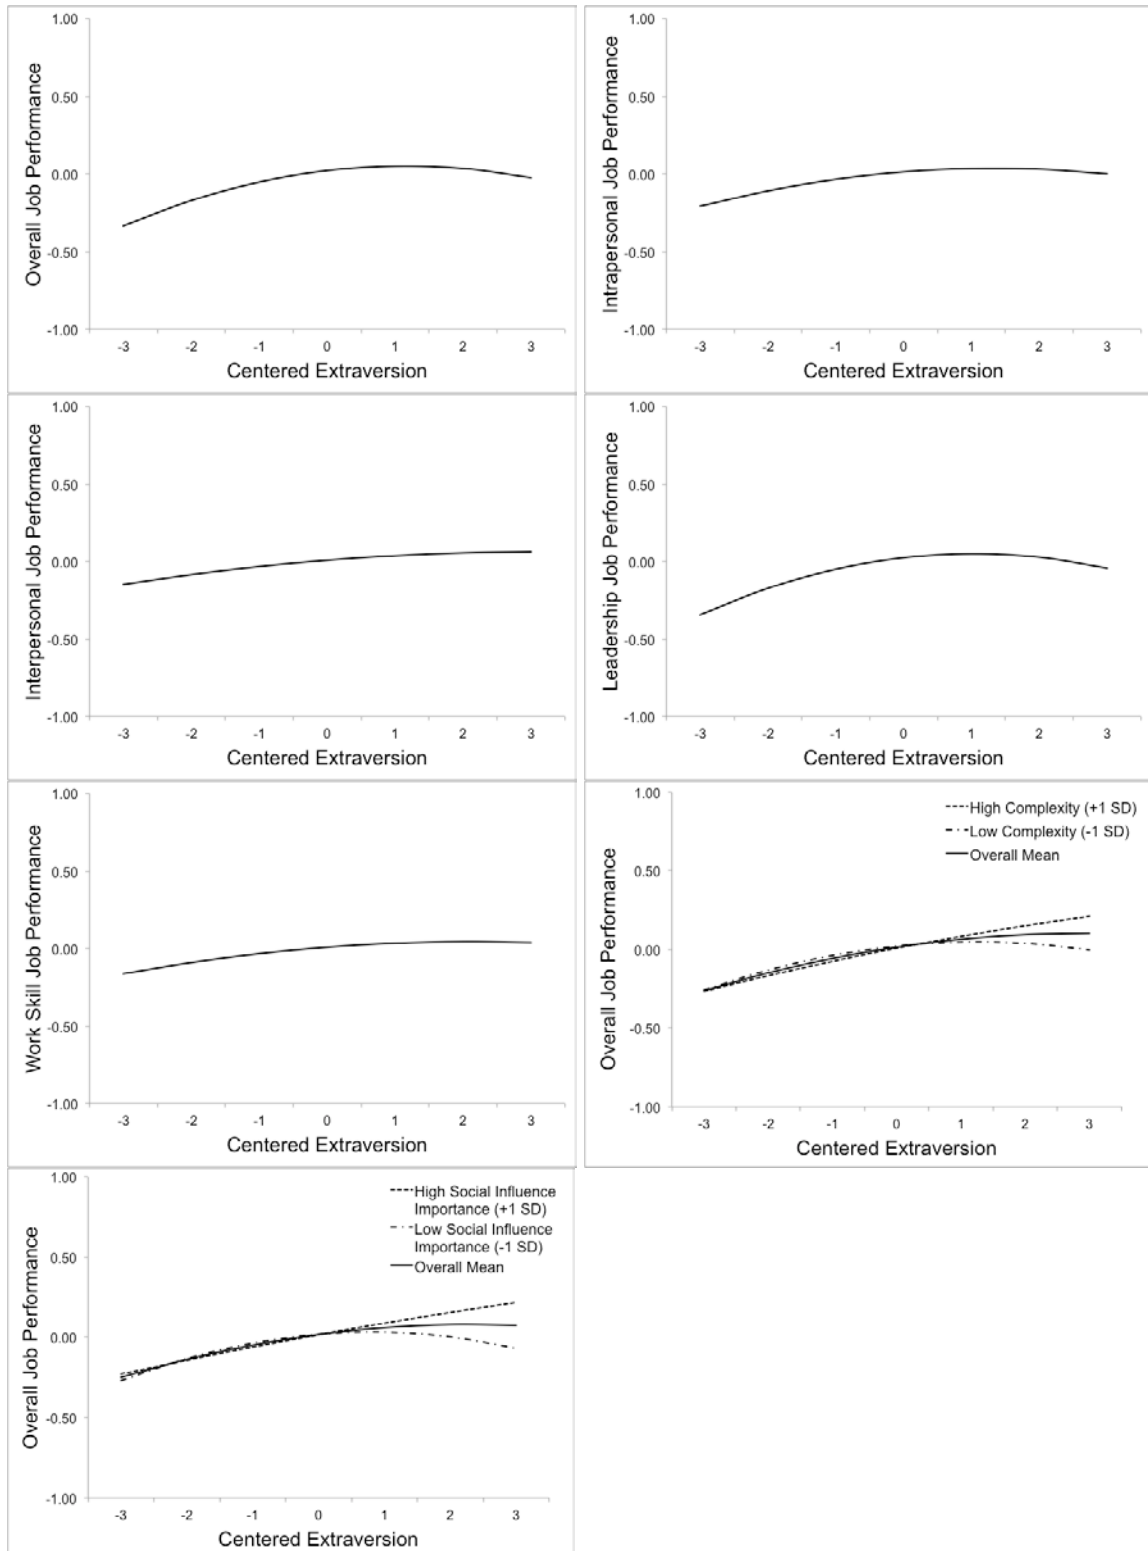 Overall Job Performance
1.00
0.50
0.00
-0.50
-1.00
-3 -2 -1 0 1 2 3
Centered Extraversion
Intrapersonal Job Performance
1.00
0.50
0.00
-0.50
-1.00
-3 -2 -1 0 1 2 3
Centered Extraversion
Interpersonal Job Performance
1.00
0.50
0.00
-0.50
-1.00
-3 -2 -1 0 1 2 3
Centered Extraversion
Leadership Job Performance
1.00
0.50
0.00
-0.50
-1.00
-3 -2 -1 0 1 2 3
Centered Extraversion
Work Skill Job Performance
1.00
0.50
0.00
-0.50
-1.00
-3 -2 -1 0 1 2 3
Centered Extraversion
Overall Job Performance
1.00
0.50
0.00
-0.50
-1.00
High Complexity (+1 SD)
Low Complexity (-1 SD)
Overall Mean
-3 -2 -1 0 1 2 3
Centered Extraversion
Overall Job Performance
1.00
0.50
0.00
-0.50
-1.00
High Social Influence
Importance (+1 SD)
Low Social Influence
Importance (-1 SD)
Overall Mean
-3 -2 -1 0 1 2 3
Centered Extraversion